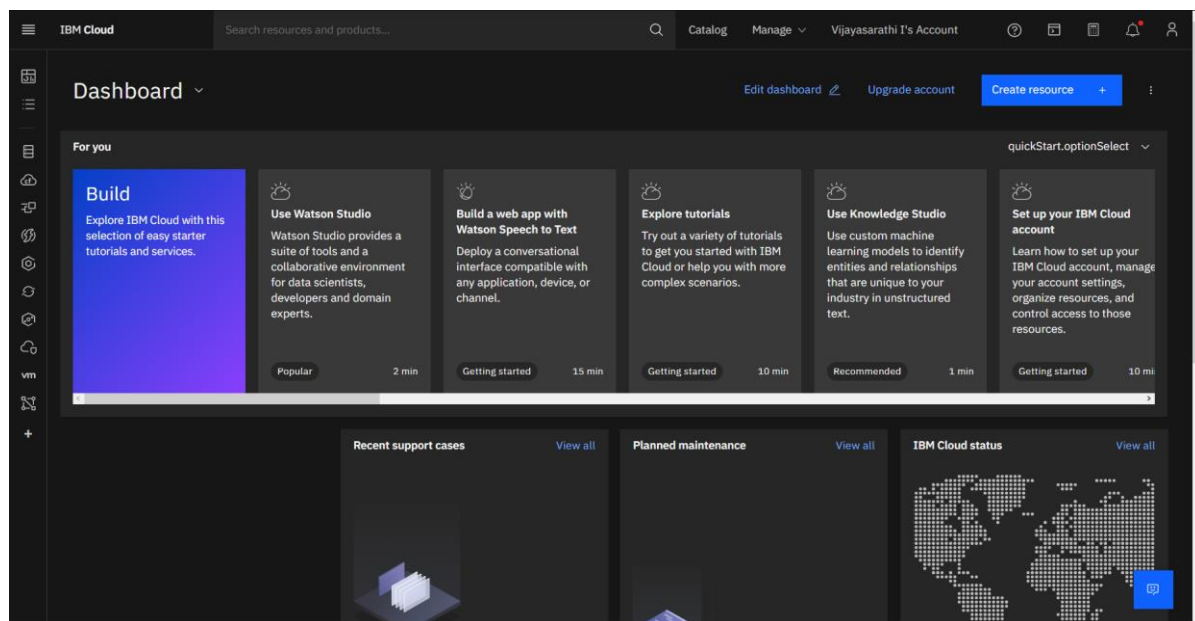 IBM Cloud
Search resources and products...
Catalog
Manage
Vijayasarathi I's Account
Dashboard
Edit dashboard
Upgrade account
Create resource +
For you
quickStart.optionSelect
Build
Explore IBM Cloud with this
selection of easy starter
tutorials and services.
Use Watson Studio
Watson Studio provides a
suite of tools and a
collaborative environment
for data scientists,
developers and domain
experts.
Popular
2 min
Build a web app with
Watson Speech to Text
Deploy a conversational
interface compatible with
any application, device, or
channel.
Getting started
15 min
Explore tutorials
Try out a variety of tutorials
to get you started with IBM
Cloud or help you with more
complex scenarios.
Getting started
10 min
Use Knowledge Studio
Use custom machine
learning models to identify
entities and relationships
that are unique to your
industry in unstructured
text.
Recommended
1 min
Set up your IBM Cloud
account
Learn how to set up your
IBM Cloud account, manage
your account settings,
organize resources, and
control access to those
resources.
Getting started
10 mi
vm
Recent support cases
View all
Planned maintenance
View all
IBM Cloud status
View all